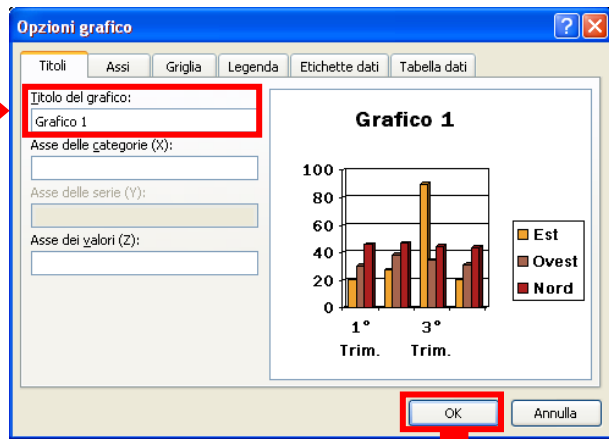 Opzioni grafico
Titoli Assi Griglia Legenda Etichette dati Tabella dati
Titolo del grafico:
Grafico 1
Asse delle categorie (X):
Asse delle serie (Y):
Asse dei valori (Z):
Grafico 1
100
80
60
40
20
0
1° 3°
Trim. Trim.
Est
Ovest
Nord
OK Annulla